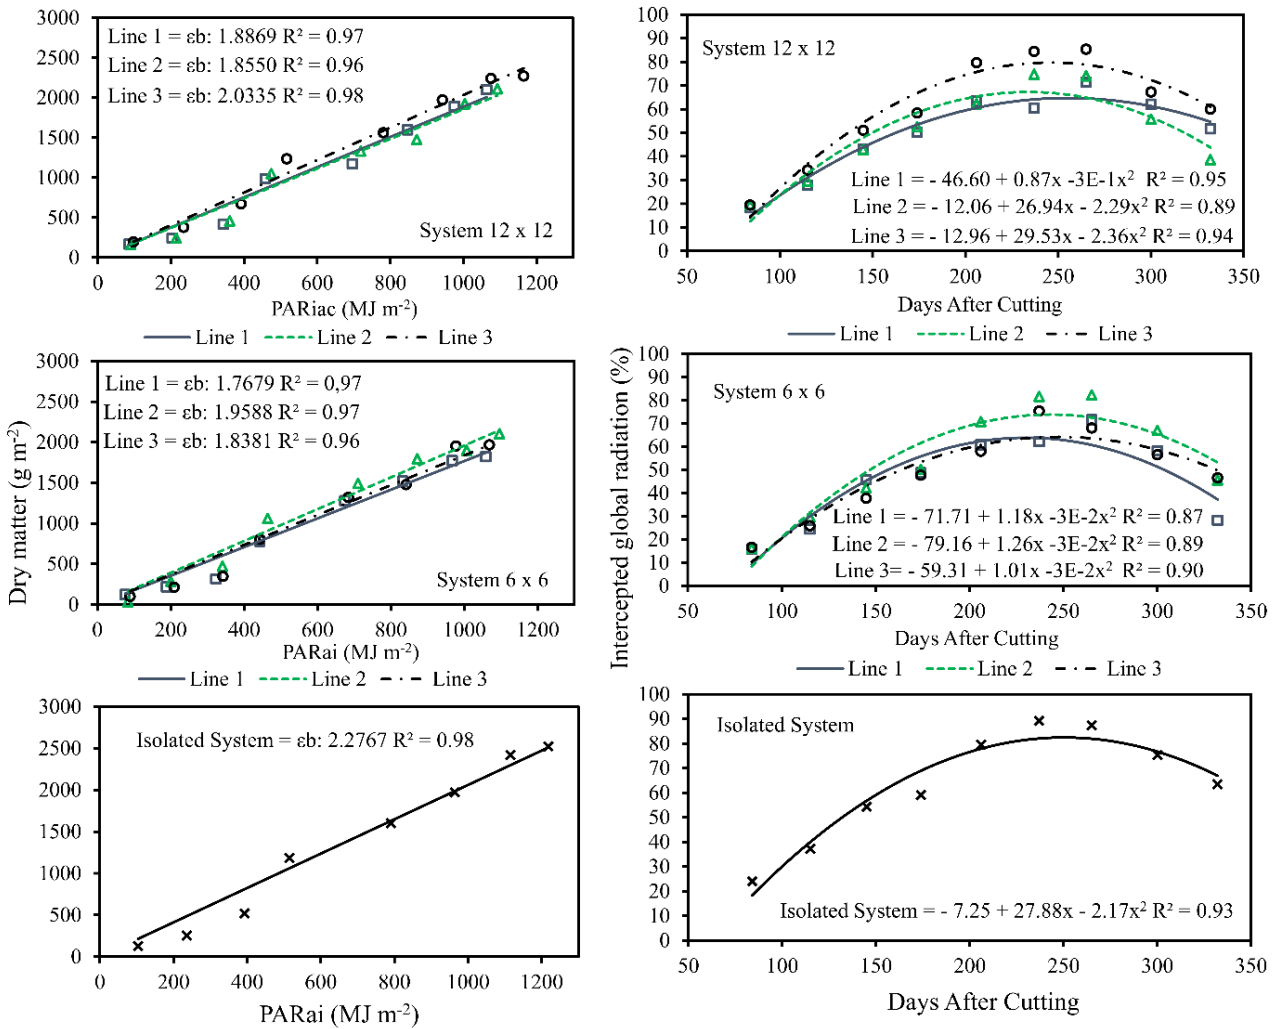 3000
2500
2000
1500
1000
500
0
Line 1 = εb: 1.8869 R² = 0.97
Line 2 = εb: 1.8550 R² = 0.96
Line 3 = εb: 2.0335 R² = 0.98
System 12 x 12
0 200 400 600 800 1000 1200
PARiac (MJ m⁻²)
Line 1 Line 2 Line 3
100
90
80
70
60
50
40
30
20
10
0
System 12 x 12
Line 1 = - 46.60 + 0.87x -3E-1x² R² = 0.95
Line 2 = - 12.06 + 26.94x - 2.29x² R² = 0.89
Line 3 = - 12.96 + 29.53x - 2.36x² R² = 0.94
50 100 150 200 250 300 350
Days After Cutting
Line 1 Line 2 Line 3
Dry matter (g m⁻²)
3000
2500
2000
1500
1000
500
0
Line 1 = εb: 1.7679 R² = 0,97
Line 2 = εb: 1.9588 R² = 0.97
Line 3 = εb: 1.8381 R² = 0.96
System 6 x 6
0 200 400 600 800 1000 1200
PARai (MJ m⁻²)
Line 1 Line 2 Line 3
Intercepted global radiation (%)
100
90
80
70
60
50
40
30
20
10
0
System 6 x 6
Line 1 = - 71.71 + 1.18x -3E-2x² R² = 0.87
Line 2 = - 79.16 + 1.26x -3E-2x² R² = 0.89
Line 3= - 59.31 + 1.01x -3E-2x² R² = 0.90
50 100 150 200 250 300 350
Days After Cutting
Line 1 Line 2 Line 3
3000
2500
2000
1500
1000
500
0
Isolated System = εb: 2.2767 R² = 0.98
0 200 400 600 800 1000 1200
PARai (MJ m⁻²)
100
90
80
70
60
50
40
30
20
10
0
Isolated System
Isolated System = - 7.25 + 27.88x - 2.17x² R² = 0.93
50 100 150 200 250 300 350
Days After Cutting